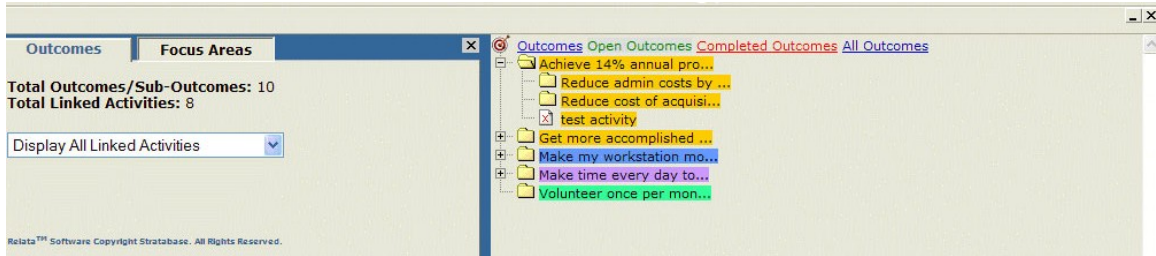 Outcomes Focus Areas
Total Outcomes/Sub-Outcomes: 10
Total Linked Activities: 8
Display All Linked Activities
Relata™ Software Copyright Stratabase. All Rights Reserved.
Outcomes Open Outcomes Completed Outcomes All Outcomes
Achieve 14% annual pro...
Reduce admin costs by ...
Reduce cost of acquisi...
test activity
Get more accomplished ...
Make my workstation mo...
Make time every day to...
Volunteer once per mon...